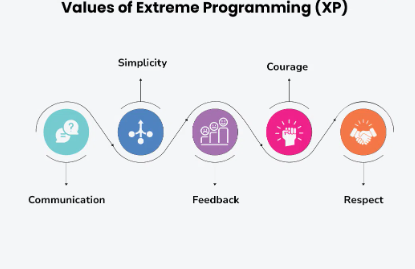 Values of Extreme Programming (XP)
Simplicity
Courage
Communication
Feedback
Respect